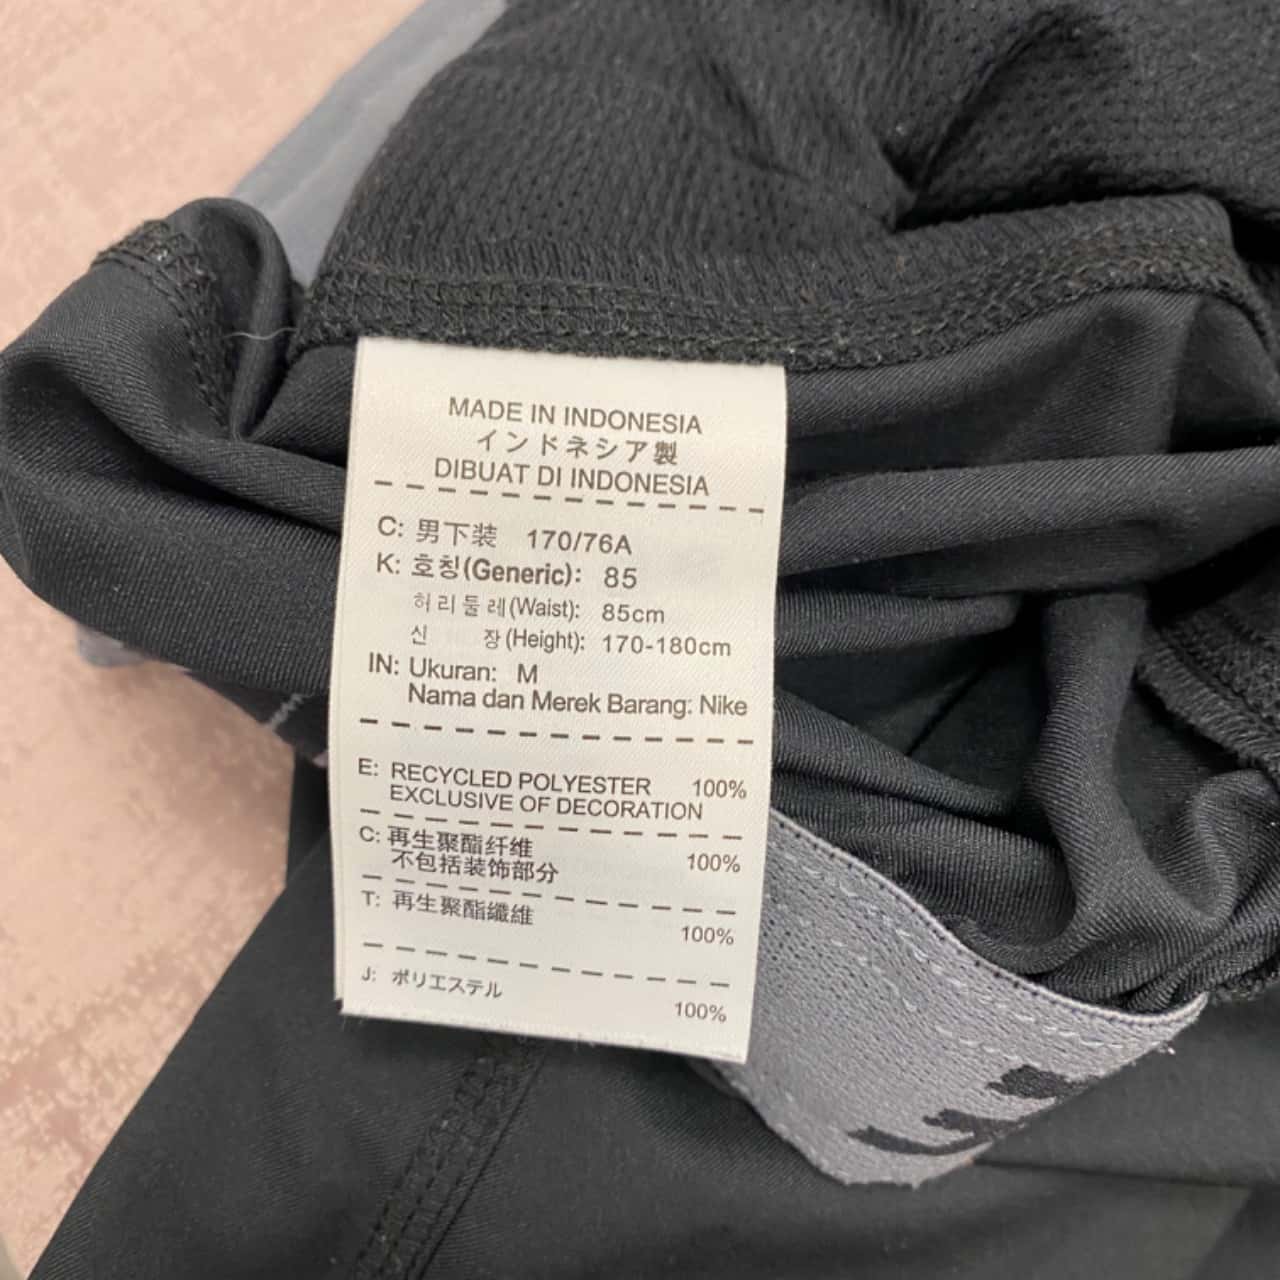 MADE IN INDONESIA
インドネシア製
DIBUAT DI INDONESIA
C: 男下装 170/76A
K: 호칭(Generic): 85
허리둘레(Waist): 85cm
신 장(Height): 170-180cm
IN: Ukuran: M
Nama dan Merek Barang: Nike
E: RECYCLED POLYESTER 100%
EXCLUSIVE OF DECORATION
C: 再生聚酯纤维 100%
不包括装饰部分
T: 再生聚酯纖維 100%
J: ポリエステル 100%